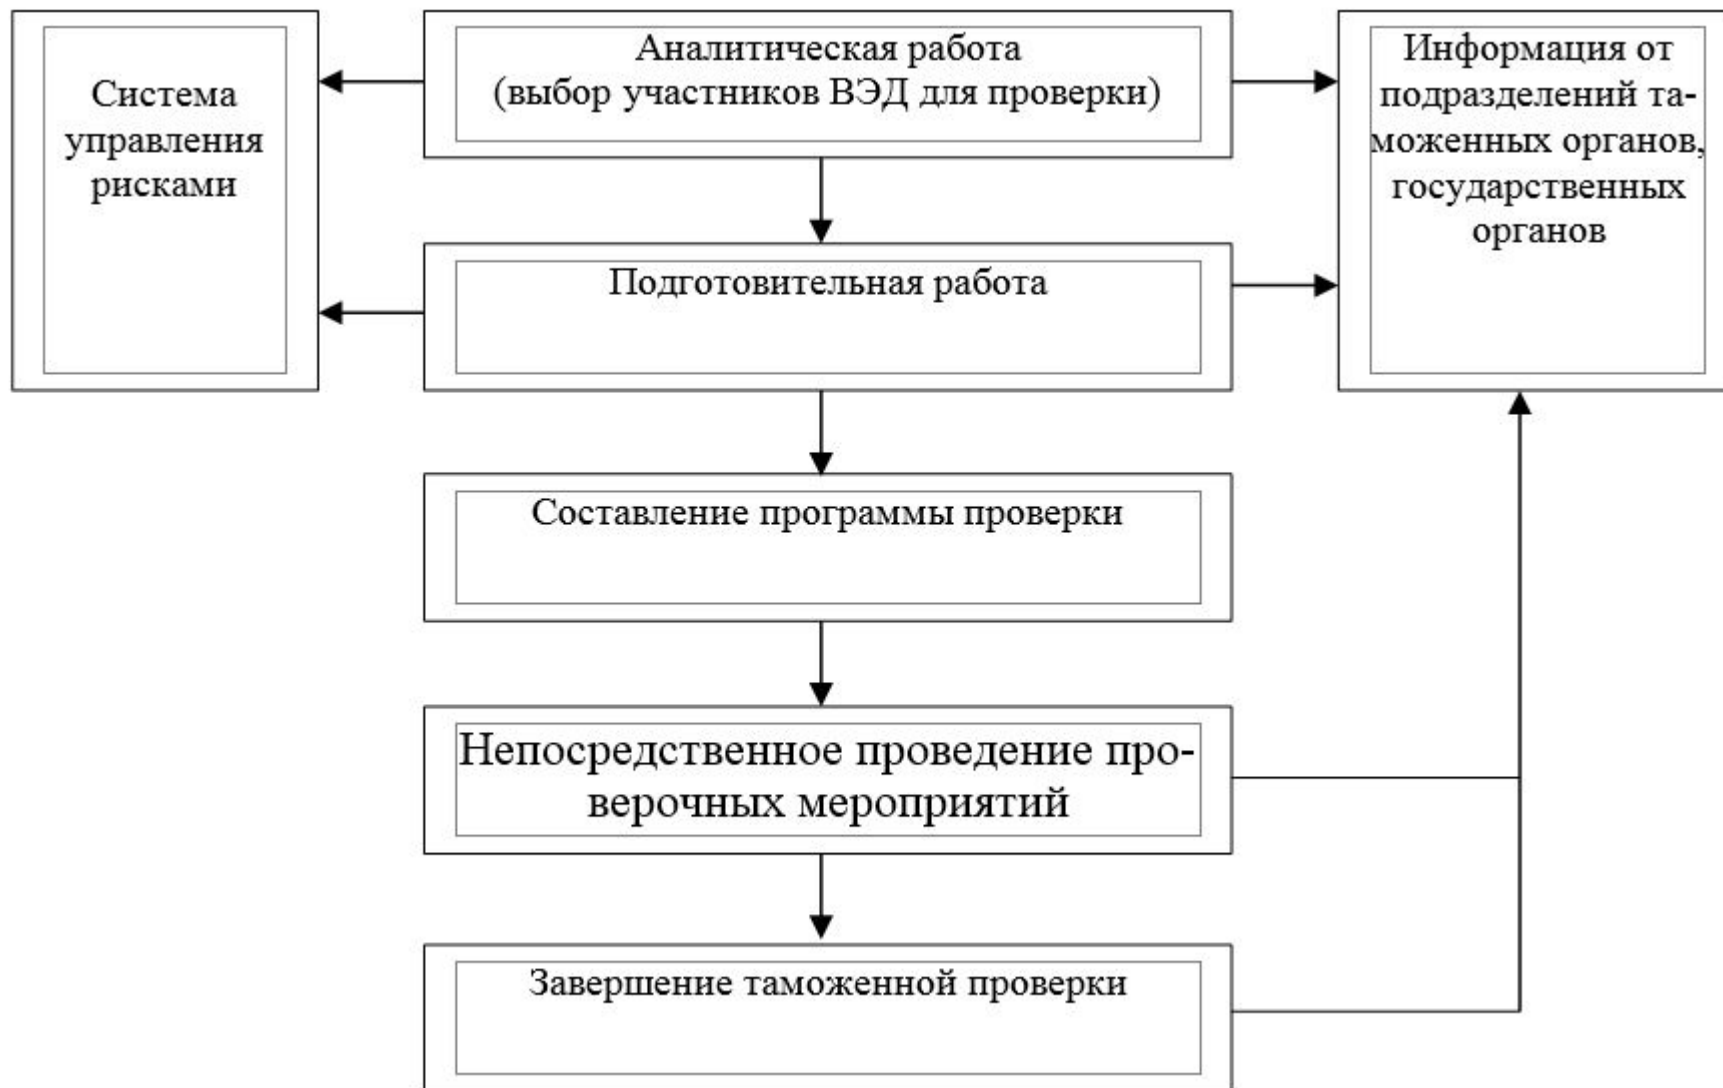 Система
управления
рисками
Аналитическая работа
(выбор участников ВЭД для проверки)
Информация от
подразделений та-
моженных органов,
государственных
органов
Подготовительная работа
Составление программы проверки
Непосредственное проведение про-
верочных мероприятий
Завершение таможенной проверки